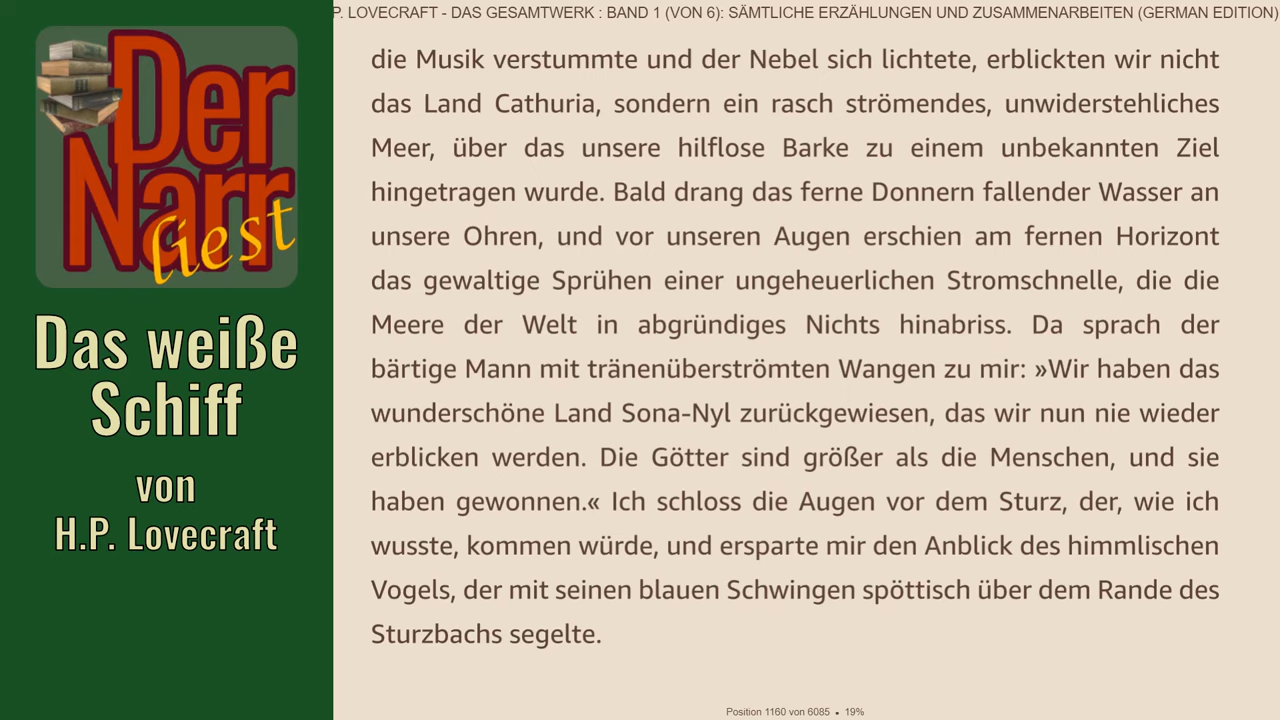 P. LOVECRAFT - DAS GESAMTWERK : BAND 1 (VON 6): SÄMTLICHE ERZÄHLUNGEN UND ZUSAMMENARBEITEN (GERMAN EDITION)
Der
Narr
liest
Das weiße
Schiff
von
H.P. Lovecraft
die Musik verstummte und der Nebel sich lichtete, erblickten wir nicht
das Land Cathuria, sondern ein rasch strömendes, unwiderstehliches
Meer, über das unsere hilflose Barke zu einem unbekannten Ziel
hingetragen wurde. Bald drang das ferne Donnern fallender Wasser an
unsere Ohren, und vor unseren Augen erschien am fernen Horizont
das gewaltige Sprühen einer ungeheuerlichen Stromschnelle, die die
Meere der Welt in abgründiges Nichts hinabriss. Da sprach der
bärtige Mann mit tränenüberströmten Wangen zu mir: »Wir haben das
wunderschöne Land Sona-Nyl zurückgewiesen, das wir nun nie wieder
erblicken werden. Die Götter sind größer als die Menschen, und sie
haben gewonnen.« Ich schloss die Augen vor dem Sturz, der, wie ich
wusste, kommen würde, und ersparte mir den Anblick des himmlischen
Vogels, der mit seinen blauen Schwingen spöttisch über dem Rande des
Sturzbachs segelte.
Position 1160 von 6085 • 19%